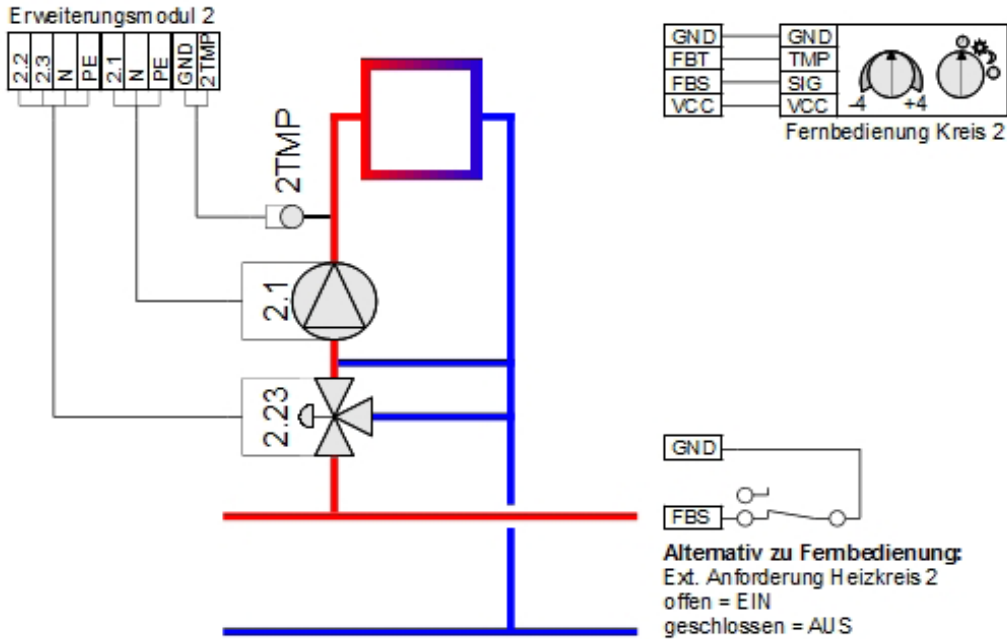 Erweiterungsmodul 2
2.2 2.3 N PE 2.1 N PE GND 2TMP
2TMP
2.1
2.23
GND GND
FBT TMP
FBS SIG
VCC VCC
-4 +4
Fernbedienung Kreis 2
GND
FBS
Alternativ zu Fernbedienung:
Ext. Anforderung Heizkreis 2
offen = EIN
geschlossen = AUS